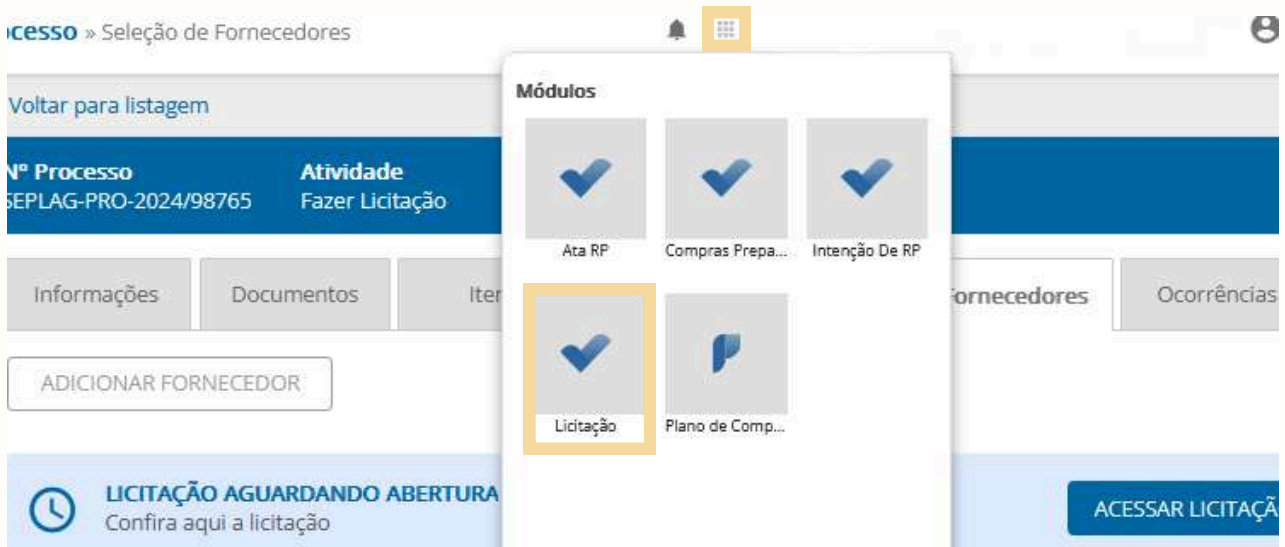 ocesso » Seleção de Fornecedores
Voltar para listagem
Nº Processo
SEPLAG-PRO-2024/98765
Atividade
Fazer Licitação
Módulos
Ata RP
Compras Prepa...
Intenção De RP
Licitação
Plano de Comp...
Informações
Documentos
Iter
Fornecedores
Ocorrências
ADICIONAR FORNECEDOR
LICITAÇÃO AGUARDANDO ABERTURA
Confira aqui a licitação
ACESSAR LICITAÇÃ